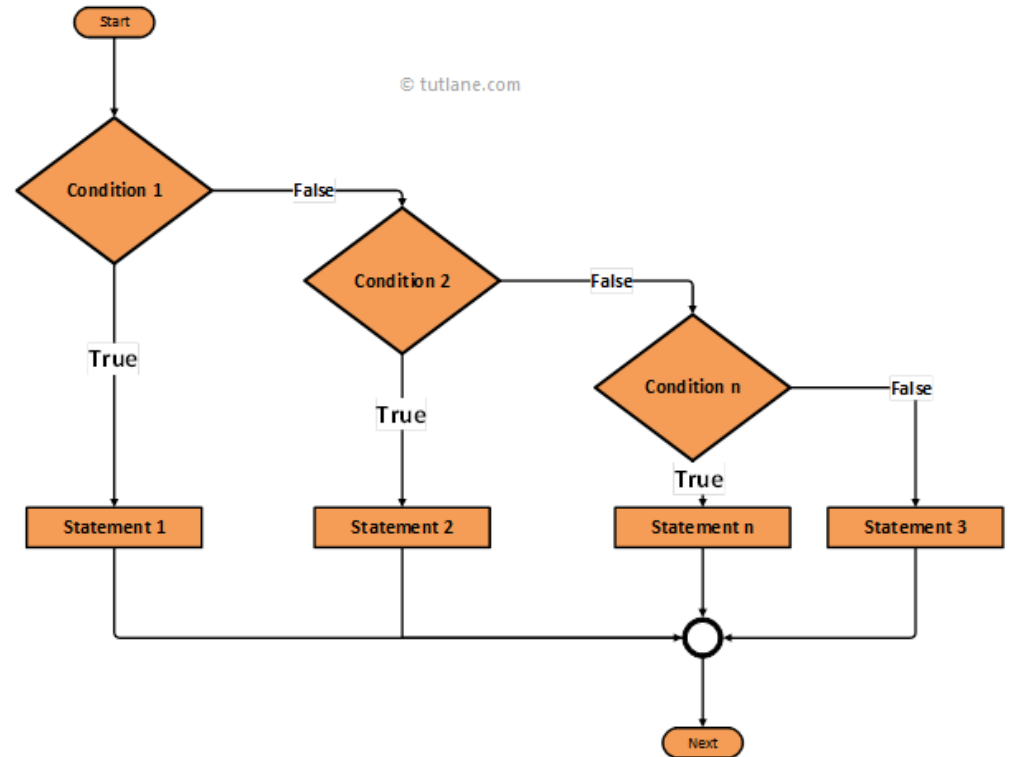 Start
© tutlane.com
Condition 1
False
Condition 2
False
True
Condition n
False
True
True
Statement 1
Statement 2
Statement n
Statement 3
Next